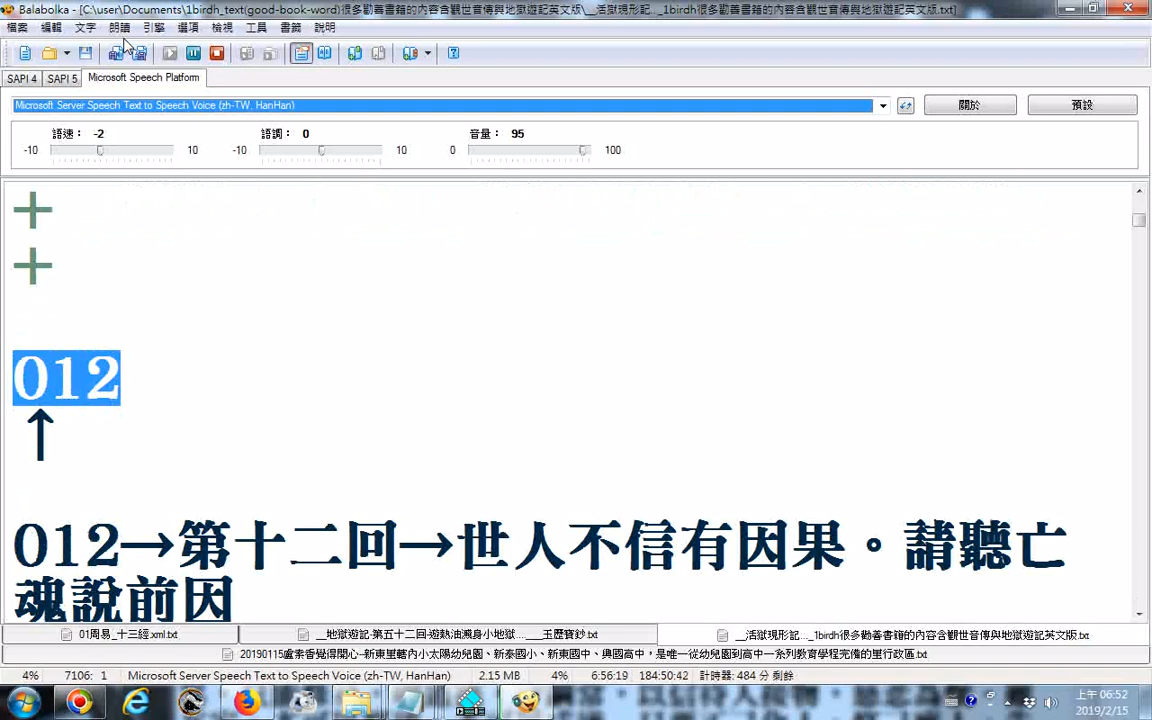 Balabolka - [C:\user\Documents\1birdh_text(good-book-word)很多勸善書籍的內容含觀世音傳與地獄遊記英文版\__活獄現形記..._1birdh很多勸善書籍的內容含觀世音傳與地獄遊記英文版.txt]
檔案 編輯 文字 朗讀 引擎 選項 檢視 工具 書籤 說明
SAPI 4 SAPI 5 Microsoft Speech Platform
Microsoft Server Speech Text to Speech Voice (zh-TW, HanHan) 關於 預設
語速： -2 語調： 0 音量： 95
-10 10 -10 10 0 100
+
+
012
↑
012→第十二回→世人不信有因果。請聽亡
魂說前因
01周易_十三經.xml.txt __地獄遊記-第五十二回-遊熱油濺身小地獄...___玉歷寶鈔.txt __活獄現形記..._1birdh很多勸善書籍的內容含觀世音傳與地獄遊記英文版.txt
20190115盧素香覺得開心--新東里轄內小太陽幼兒園、新泰國小、新東國中、興國高中，是唯一從幼兒園到高中一系列教育學程完備的里行政區.txt
4% 7106: 1 Microsoft Server Speech Text to Speech Voice (zh-TW, HanHan) 2.15 MB 4% 6:56:19 184:50:42 計時器: 484 分 剩餘
上午 06:52
2019/2/15